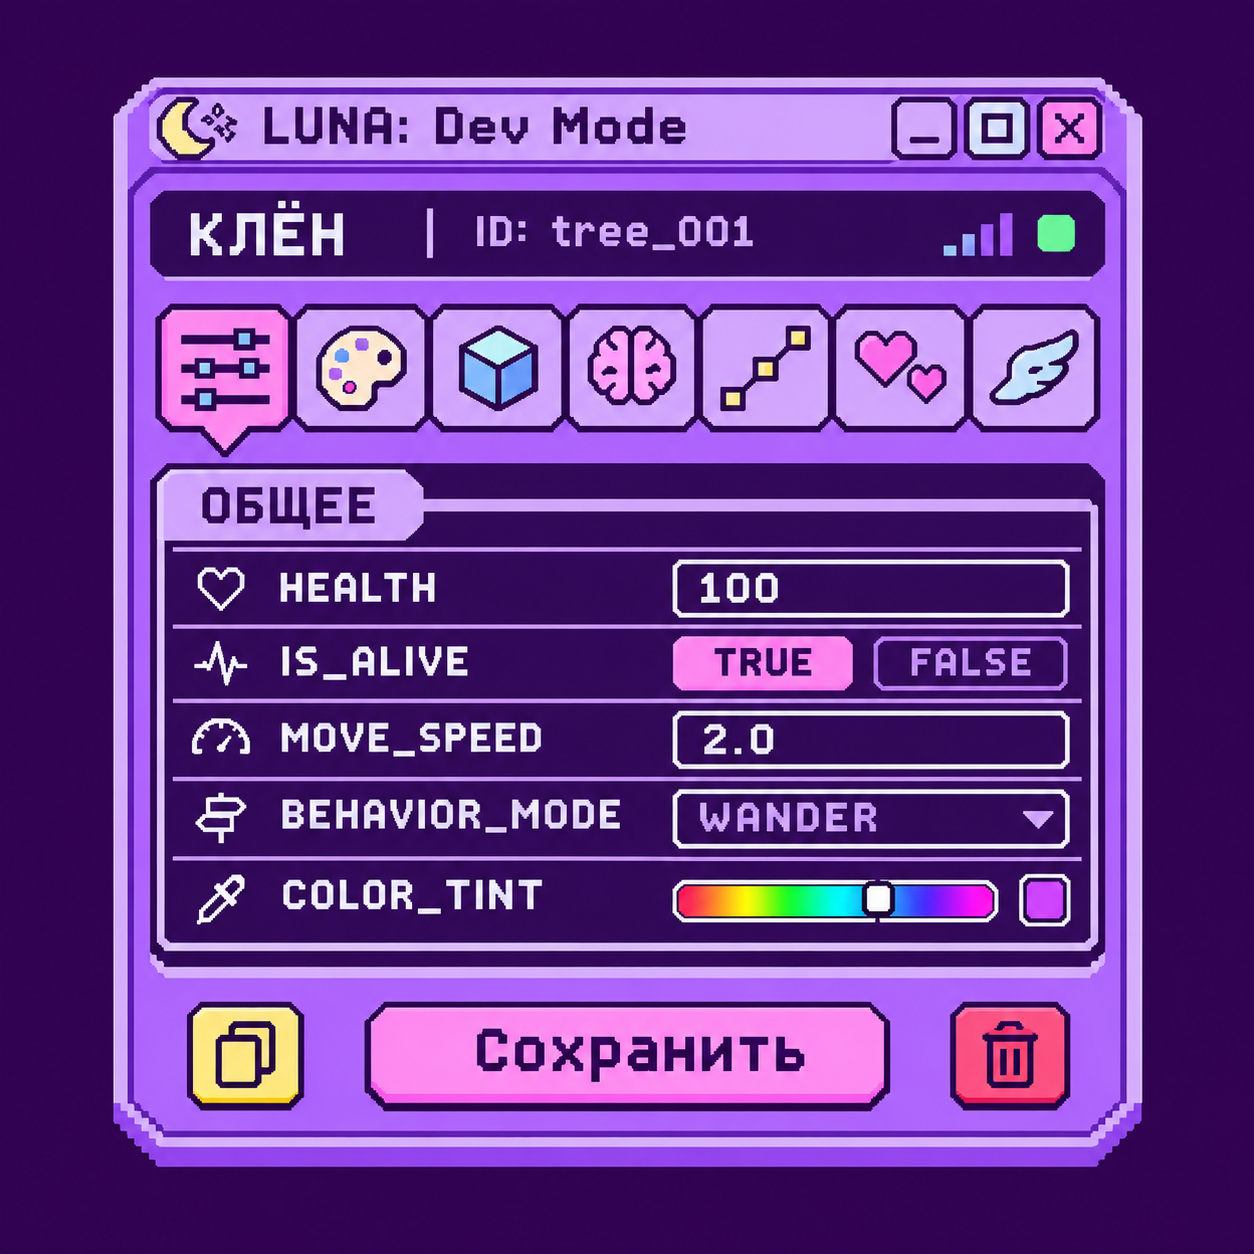 LUNA: Dev Mode
КЛЁН | ID: tree_001
ОБЩЕЕ
HEALTH 100
IS_ALIVE TRUE FALSE
MOVE_SPEED 2.0
BEHAVIOR_MODE WANDER
COLOR_TINT
Сохранить